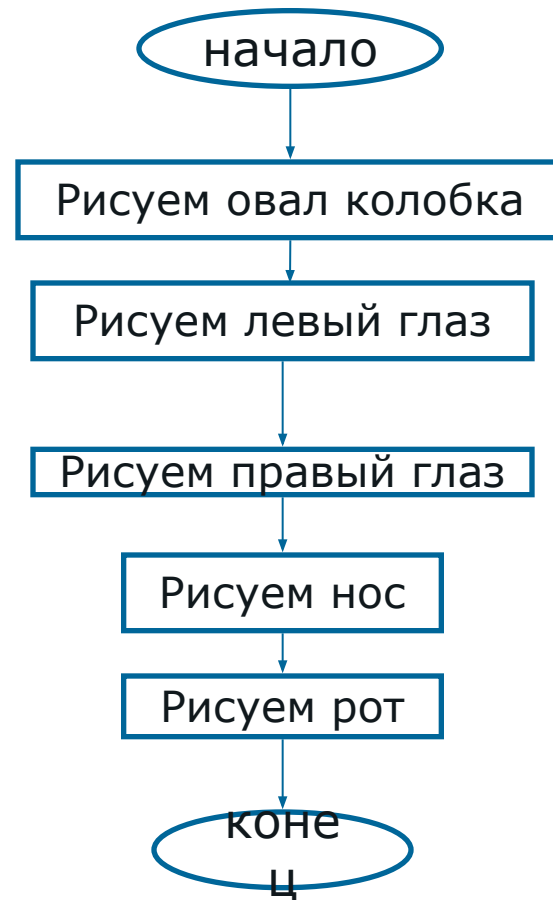 начало
Рисуем овал колобка
Рисуем левый глаз
Рисуем правый глаз
Рисуем нос
Рисуем рот
коне
ц